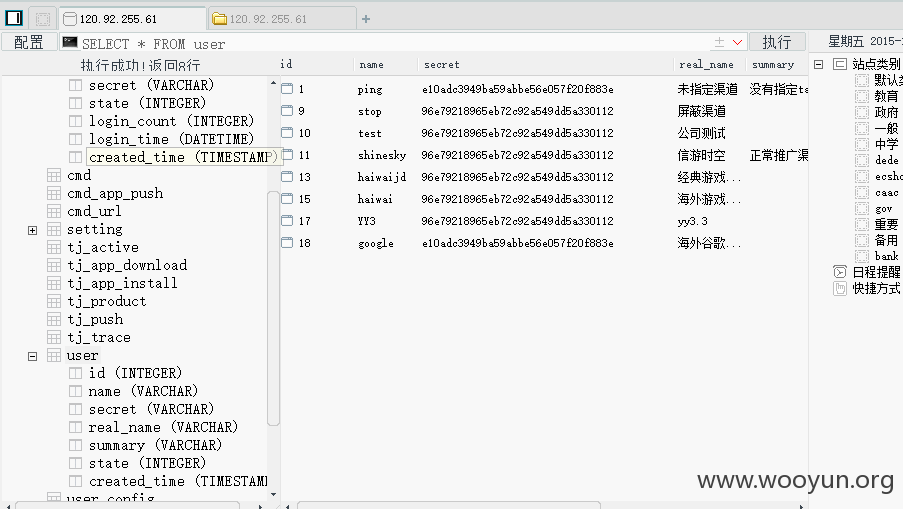 120.92.255.61
120.92.255.61
配置
SELECT * FROM user
执行
星期五 2015-
执行成功!返回8行
secret (VARCHAR)
state (INTEGER)
login_count (INTEGER)
login_time (DATETIME)
created_time (TIMESTAMP)
cmd
cmd_app_push
cmd_url
setting
tj_active
tj_app_download
tj_app_install
tj_product
tj_push
tj_trace
user
id (INTEGER)
name (VARCHAR)
secret (VARCHAR)
real_name (VARCHAR)
summary (VARCHAR)
state (INTEGER)
created_time (TIMESTAM
user_config
id name secret real_name summary
1 ping e10adc3949ba59abbe56e057f20f883e 未指定渠道 没有指定ta
9 stop 96e79218965eb72c92a549dd5a330112 屏蔽渠道
10 test 96e79218965eb72c92a549dd5a330112 公司测试
11 shinesky 96e79218965eb72c92a549dd5a330112 信游时空 正常推广渠
13 haiwaijd 96e79218965eb72c92a549dd5a330112 经典游戏...
15 haiwai 96e79218965eb72c92a549dd5a330112 海外游戏...
17 YY3 96e79218965eb72c92a549dd5a330112 yy3.3
18 google e10adc3949ba59abbe56e057f20f883e 海外谷歌...
站点类别
默认
教育
政府
一般
中学
dede
ecsho
caac
gov
重要
备用
bank
日程提醒
快捷方式
www.wooyun.org